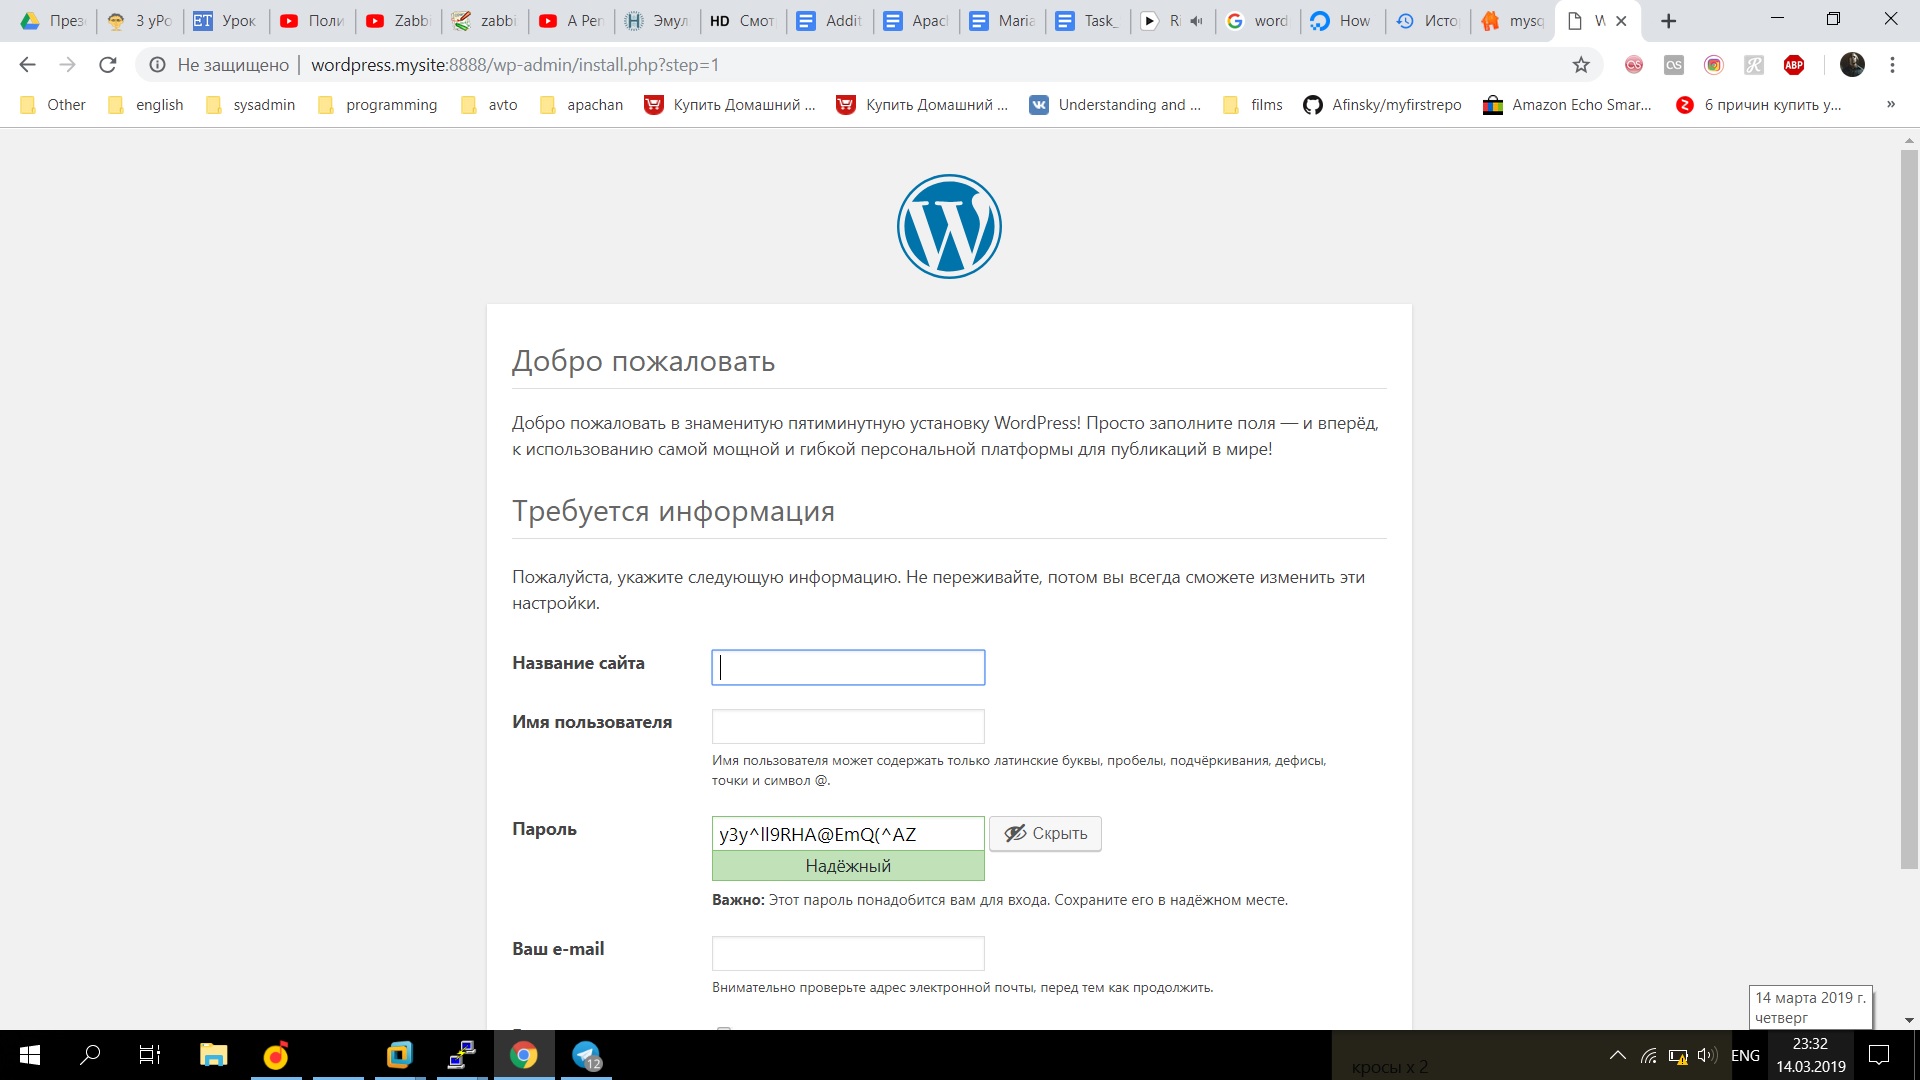 През
3 уРо
ET
Урок
Поли
Zabbi
zabbi
A Per
Эмул
HD
Смот
Addit
Apach
Maria
Task_
Ri
word
How
Исто
mysq
W
Не защищено
wordpress.mysite:8888/wp-admin/install.php?step=1
ABP
Other
english
sysadmin
programming
avto
apachan
Купить Домашний ...
Купить Домашний ...
Understanding and ...
films
Afinsky/myfirstrepo
Amazon Echo Smar...
6 причин купить у...
»
Добро пожаловать
Добро пожаловать в знаменитую пятиминутную установку WordPress! Просто заполните поля — и вперёд,
к использованию самой мощной и гибкой персональной платформы для публикаций в мире!
Требуется информация
Пожалуйста, укажите следующую информацию. Не переживайте, потом вы всегда сможете изменить эти
настройки.
Название сайта
Имя пользователя
Имя пользователя может содержать только латинские буквы, пробелы, подчёркивания, дефисы,
точки и символ @.
Пароль
y3y^ll9RHA@EmQ(^AZ
Скрыть
Надёжный
Важно: Этот пароль понадобится вам для входа. Сохраните его в надёжном месте.
Ваш e-mail
Внимательно проверьте адрес электронной почты, перед тем как продолжить.
14 марта 2019 г.
четверг
12
кросы x 2
ENG
23:32
14.03.2019